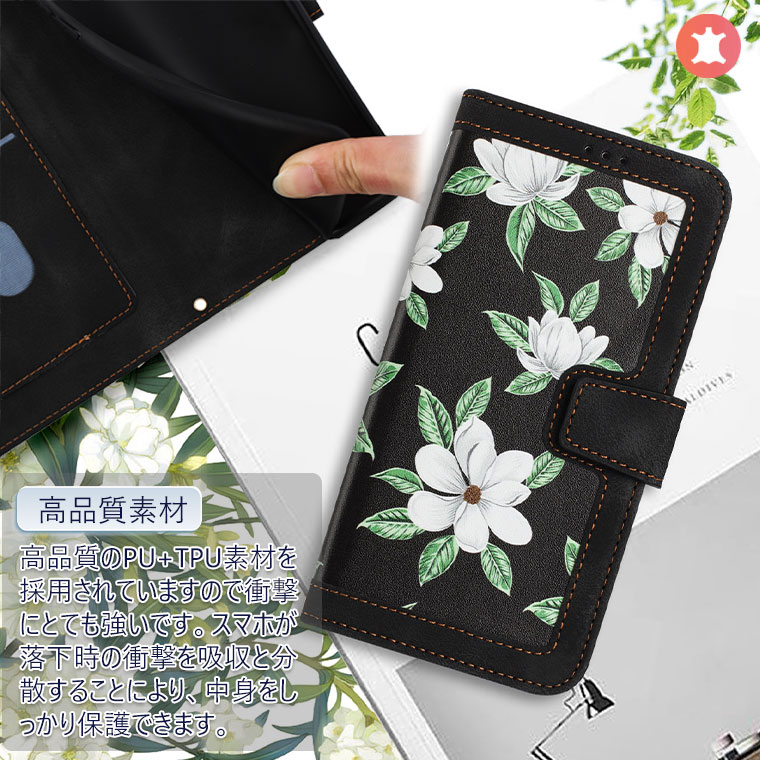 高品質素材
高品質のPU+TPU素材を
採用されていますので衝撃
にとても強いです。スマホが
落下時の衝撃を吸収と分
散することにより、中身をし
っかり保護できます。